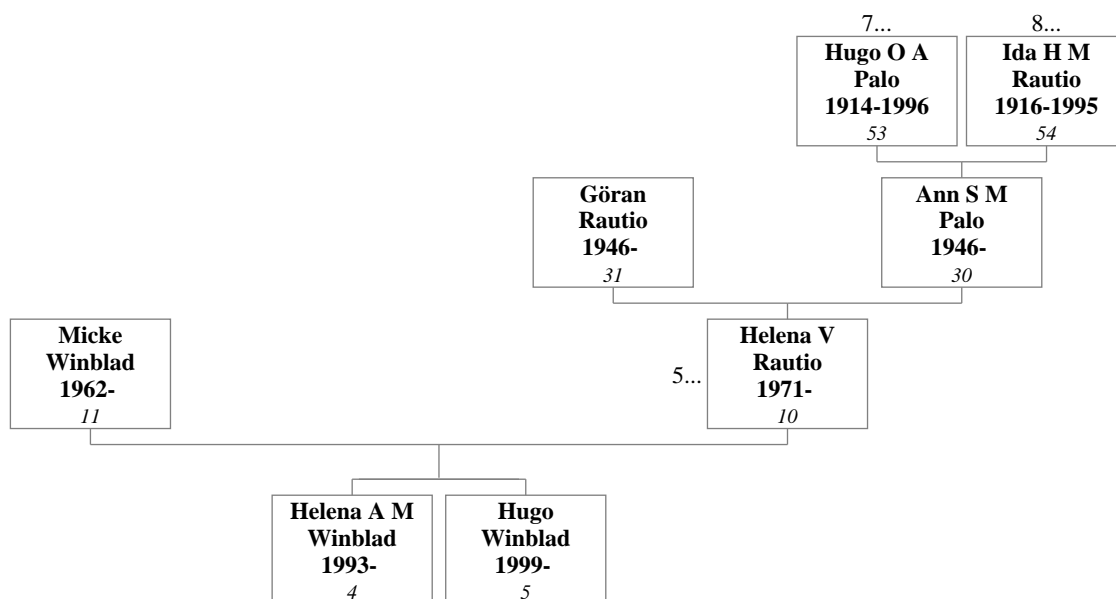 7...
8...
Hugo O A
Palo
1914-1996
53
Ida H M
Rautio
1916-1995
54
Göran
Rautio
1946-
31
Ann S M
Palo
1946-
30
Micke
Winblad
1962-
11
5...
Helena V
Rautio
1971-
10
Helena A M
Winblad
1993-
4
Hugo
Winblad
1999-
5